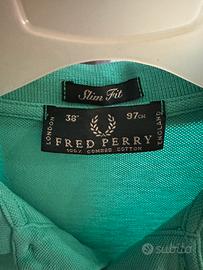 Slim Fit
38" 97CM
LONDON
FRED PERRY
ENGLAND
100% COMBED COTTON
subito